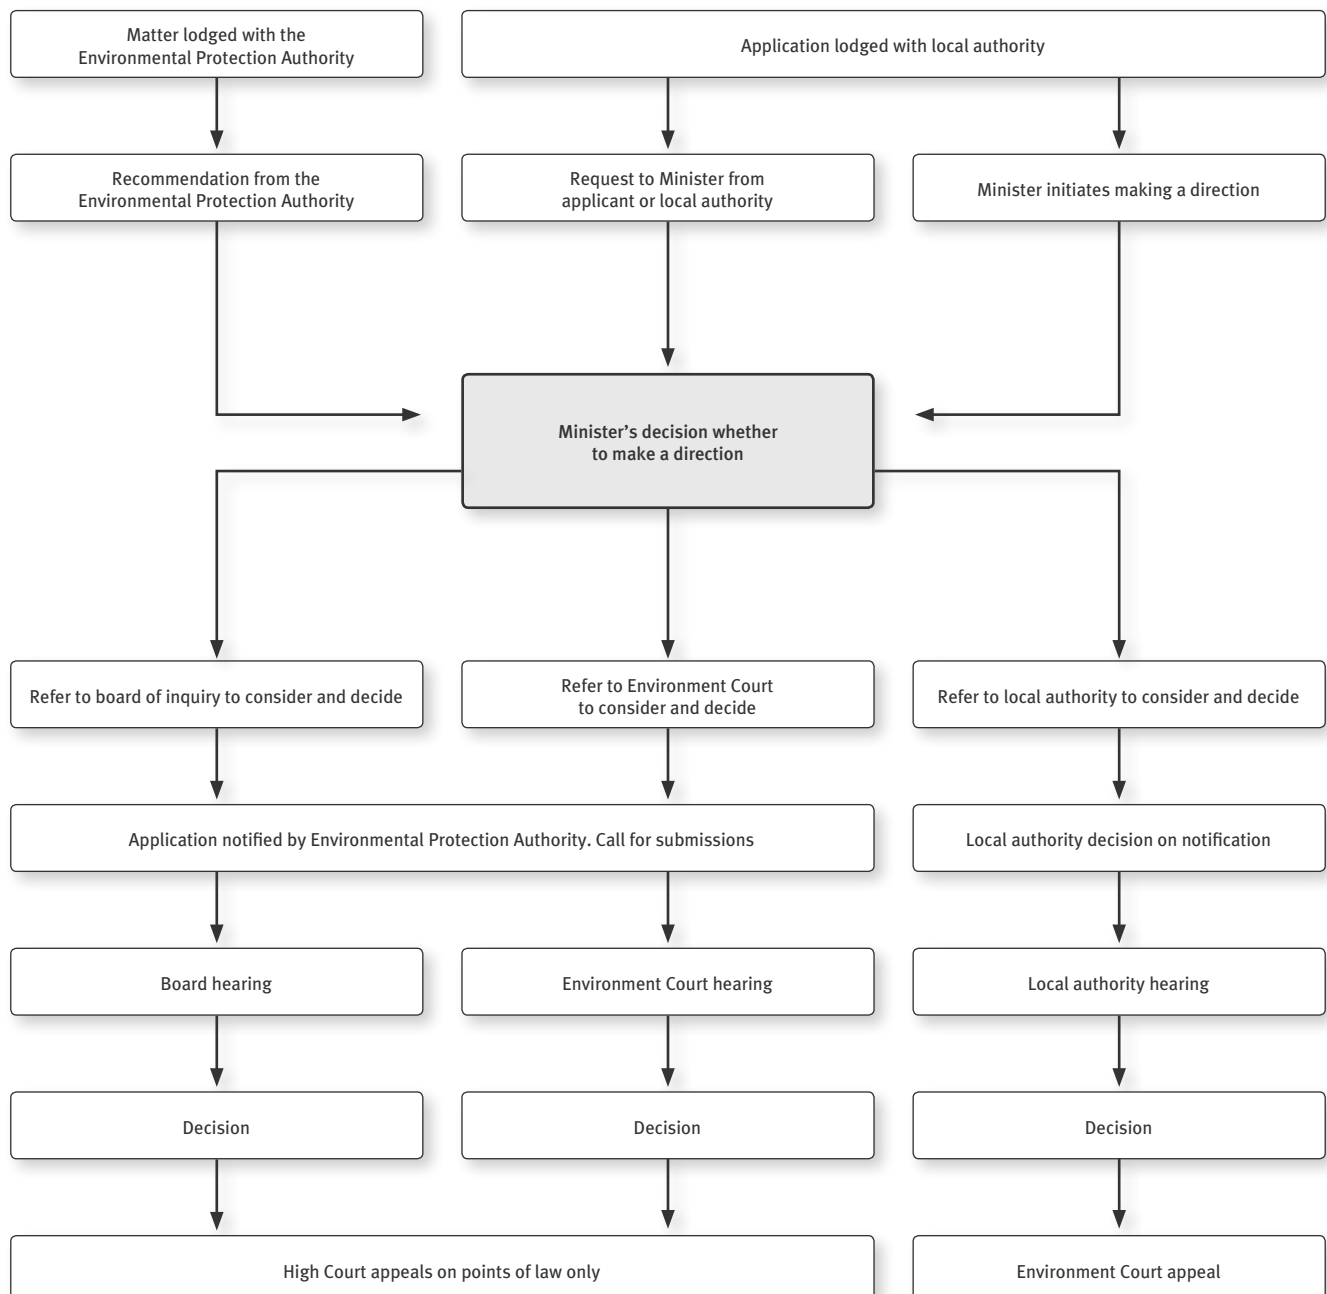 Matter lodged with the
Environmental Protection Authority
Application lodged with local authority
Recommendation from the
Environmental Protection Authority
Request to Minister from
applicant or local authority
Minister initiates making a direction
Minister’s decision whether
to make a direction
Refer to board of inquiry to consider and decide
Refer to Environment Court
to consider and decide
Refer to local authority to consider and decide
Application notified by Environmental Protection Authority. Call for submissions
Local authority decision on notification
Board hearing
Environment Court hearing
Local authority hearing
Decision
Decision
Decision
High Court appeals on points of law only
Environment Court appeal